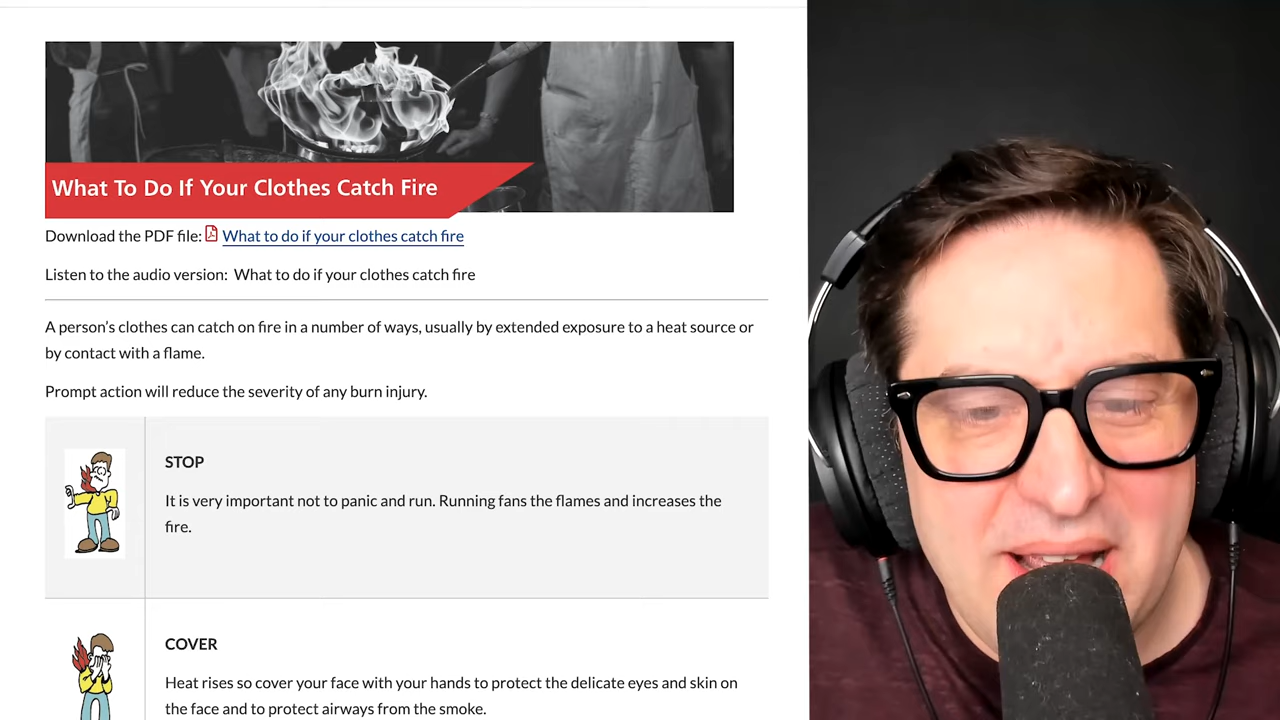 What To Do If Your Clothes Catch Fire
Download the PDF file: What to do if your clothes catch fire
Listen to the audio version: What to do if your clothes catch fire
A person’s clothes can catch on fire in a number of ways, usually by extended exposure to a heat source or
by contact with a flame.
Prompt action will reduce the severity of any burn injury.
STOP
It is very important not to panic and run. Running fans the flames and increases the
fire.
COVER
Heat rises so cover your face with your hands to protect the delicate eyes and skin on
the face and to protect airways from the smoke.